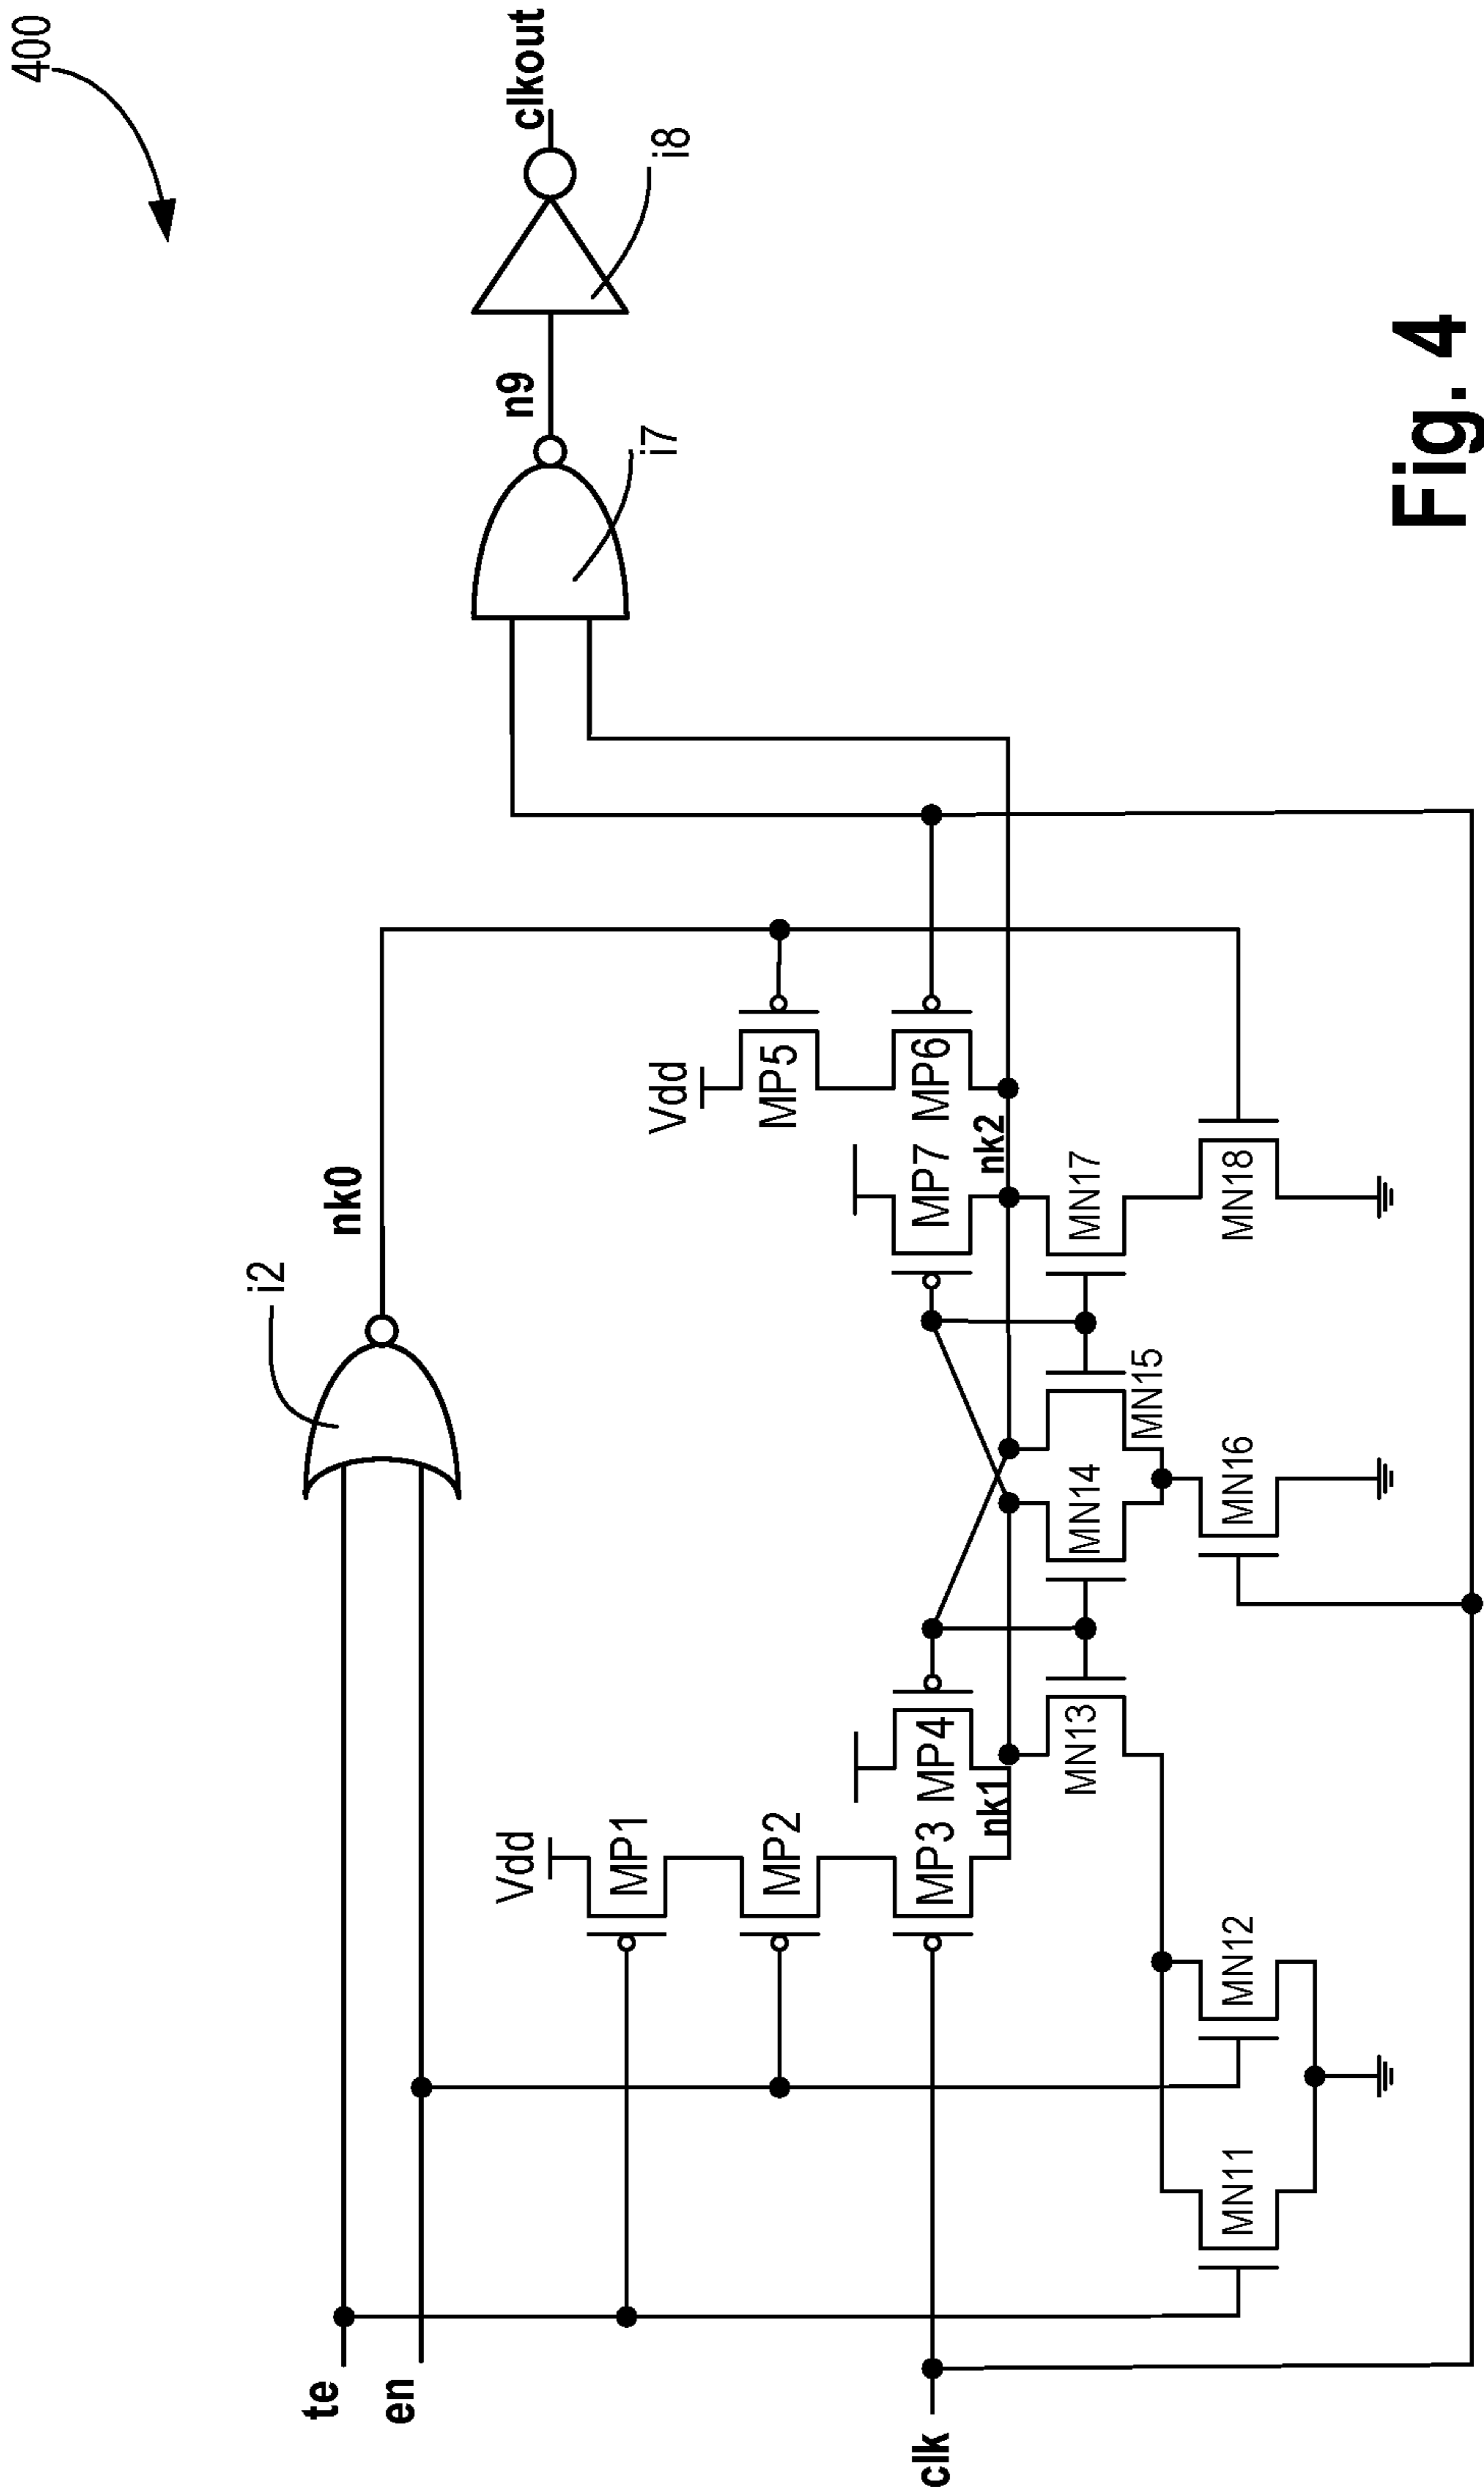 400
te
en
clk
i2
nk0
Vdd
MP1
MP2
MP3
MP4
nk1
MN11
MN12
MN13
MN14
MN15
MN16
MN17
MN18
Vdd
MP5
MP6
MP7
nk2
i7
n9
i8
clkout
Fig. 4